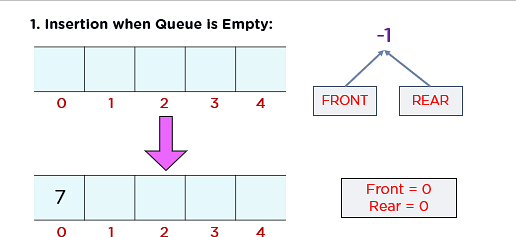 1. Insertion when Queue is Empty:
-1
0 1 2 3 4
FRONT REAR
7
Front = 0
Rear = 0
0 1 2 3 4